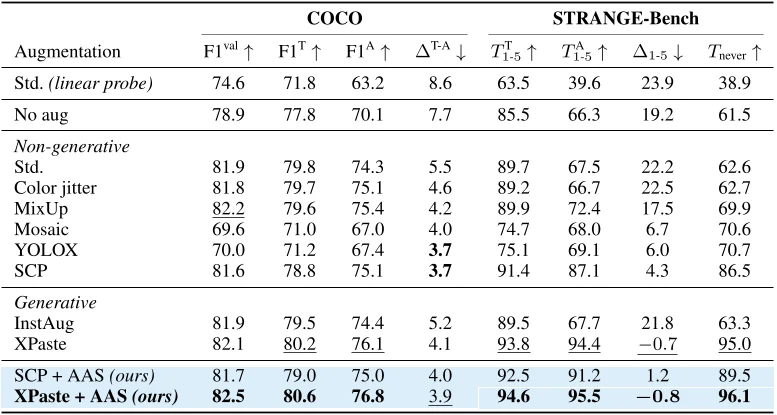 COCO STRANGE-Bench
Augmentation F1^val ↑ F1^T ↑ F1^A ↑ Δ^T-A ↓ T^T_1-5 ↑ T^A_1-5 ↑ Δ_1-5 ↓ T_never ↑
Std. (linear probe) 74.6 71.8 63.2 8.6 63.5 39.6 23.9 38.9
No aug 78.9 77.8 70.1 7.7 85.5 66.3 19.2 61.5
Non-generative
Std. 81.9 79.8 74.3 5.5 89.7 67.5 22.2 62.6
Color jitter 81.8 79.7 75.1 4.6 89.2 66.7 22.5 62.7
MixUp 82.2 79.6 75.4 4.2 89.9 72.4 17.5 69.9
Mosaic 69.6 71.0 67.0 4.0 74.7 68.0 6.7 70.6
YOLOX 70.0 71.2 67.4 3.7 75.1 69.1 6.0 70.7
SCP 81.6 78.8 75.1 3.7 91.4 87.1 4.3 86.5
Generative
InstAug 81.9 79.5 74.4 5.2 89.5 67.7 21.8 63.3
XPaste 82.1 80.2 76.1 4.1 93.8 94.4 −0.7 95.0
SCP + AAS (ours) 81.7 79.0 75.0 4.0 92.5 91.2 1.2 89.5
XPaste + AAS (ours) 82.5 80.6 76.8 3.9 94.6 95.5 −0.8 96.1